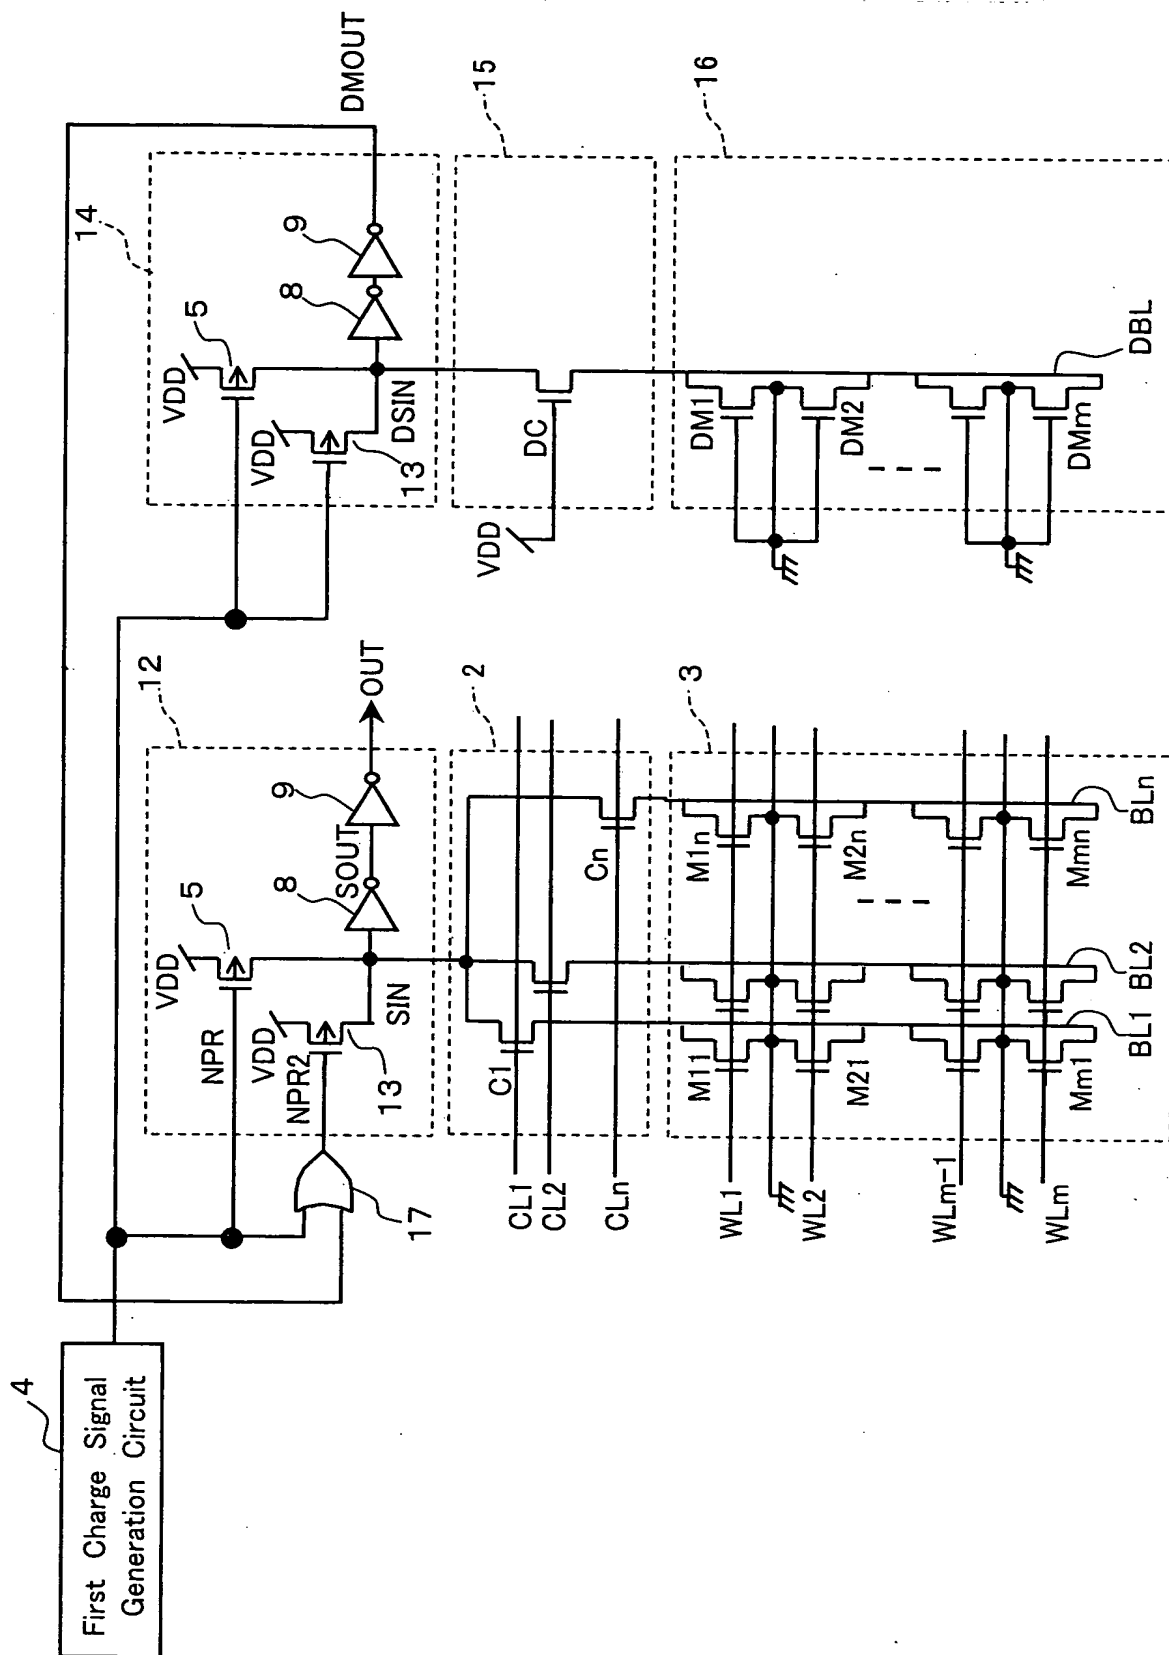 4
First Charge Signal
Generation Circuit
NPR
VDD
5
12
VDD
NPR2
13
SIN
8
SOUT
9
OUT
17
CL1
CL2
CLn
C1
Cn
2
WL1
WL2
WLm-1
WLm
M11
M21
Mm1
M1n
M2n
Mmn
3
BL1
BL2
BLn
VDD
5
14
VDD
13
DSIN
8
9
DMOUT
VDD
DC
15
DM1
DM2
DMm
16
DBL